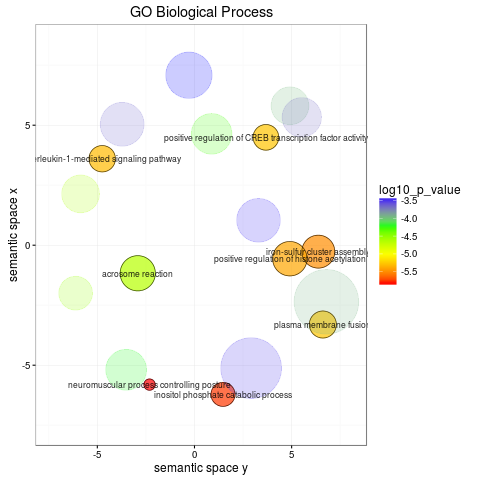 GO Biological Process
positive regulation of CREB transcription factor activity
erleukin-1-mediated signaling pathway
iron-sulfur cluster assembly
positive regulation of histone acetylation
acrosome reaction
plasma membrane fusion
neuromuscular process controlling posture
inositol phosphate catabolic process
5
0
-5
-5
0
5
semantic space x
semantic space y
log10_p_value
-3.5
-4.0
-4.5
-5.0
-5.5